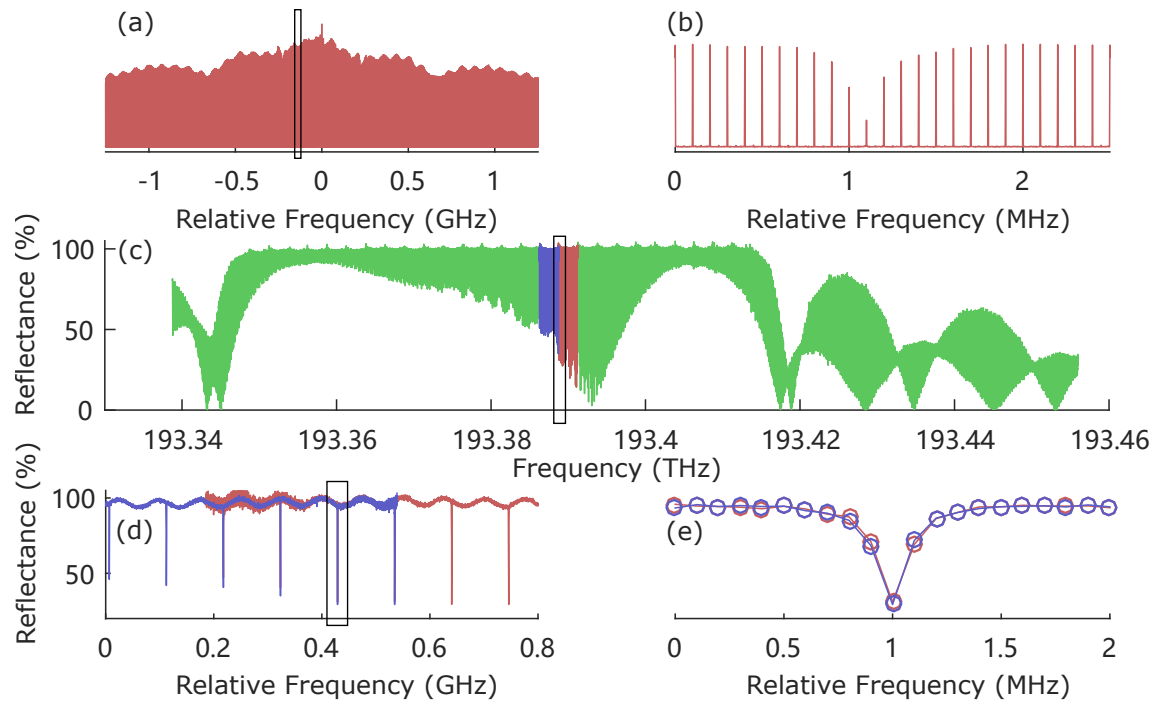 (a)
(b)
-1 -0.5 0 0.5 1
0 1 2
Relative Frequency (GHz)
Relative Frequency (MHz)
Reflectance (%)
100
50
0
(c)
193.34 193.36 193.38 193.4 193.42 193.44 193.46
Frequency (THz)
Reflectance (%)
100
50
(d)
(e)
0 0.2 0.4 0.6 0.8
0 0.5 1 1.5 2
Relative Frequency (GHz)
Relative Frequency (MHz)